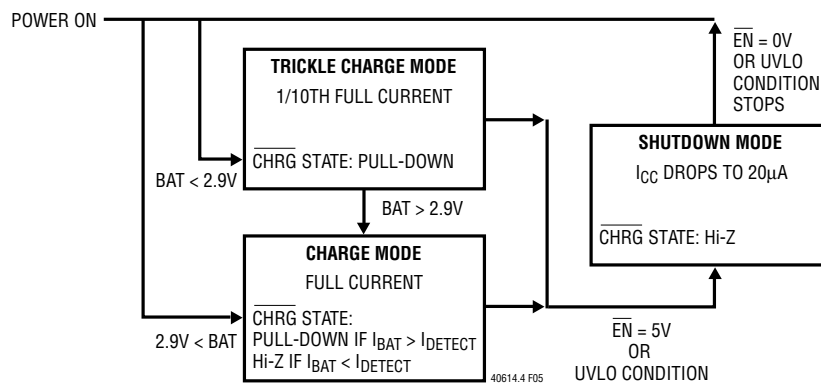 POWER ON
TRICKLE CHARGE MODE
1/10TH FULL CURRENT
CHRG STATE: PULL-DOWN
BAT < 2.9V
BAT > 2.9V
CHARGE MODE
FULL CURRENT
CHRG STATE:
PULL-DOWN IF IBAT > IDETECT
Hi-Z IF IBAT < IDETECT
2.9V < BAT
EN = 0V
OR UVLO
CONDITION
STOPS
SHUTDOWN MODE
ICC DROPS TO 20μA
CHRG STATE: Hi-Z
EN = 5V
OR
UVLO CONDITION
40614.4 F05